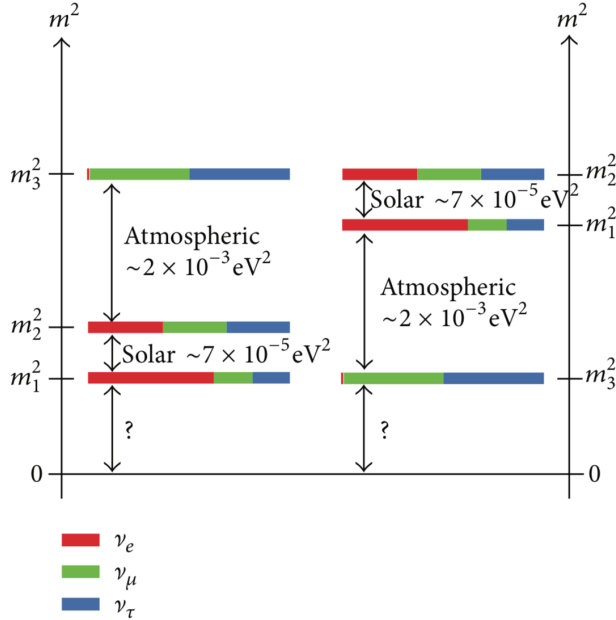 m² m²
m₃² m₂²
Solar ~7 × 10⁻⁵ eV²
m₁²
Atmospheric
~2 × 10⁻³ eV²
Atmospheric
~2 × 10⁻³ eV²
m₂²
Solar ~7 × 10⁻⁵ eV²
m₁² m₃²
? ?
0 0
νₑ
ν_μ
ν_τ